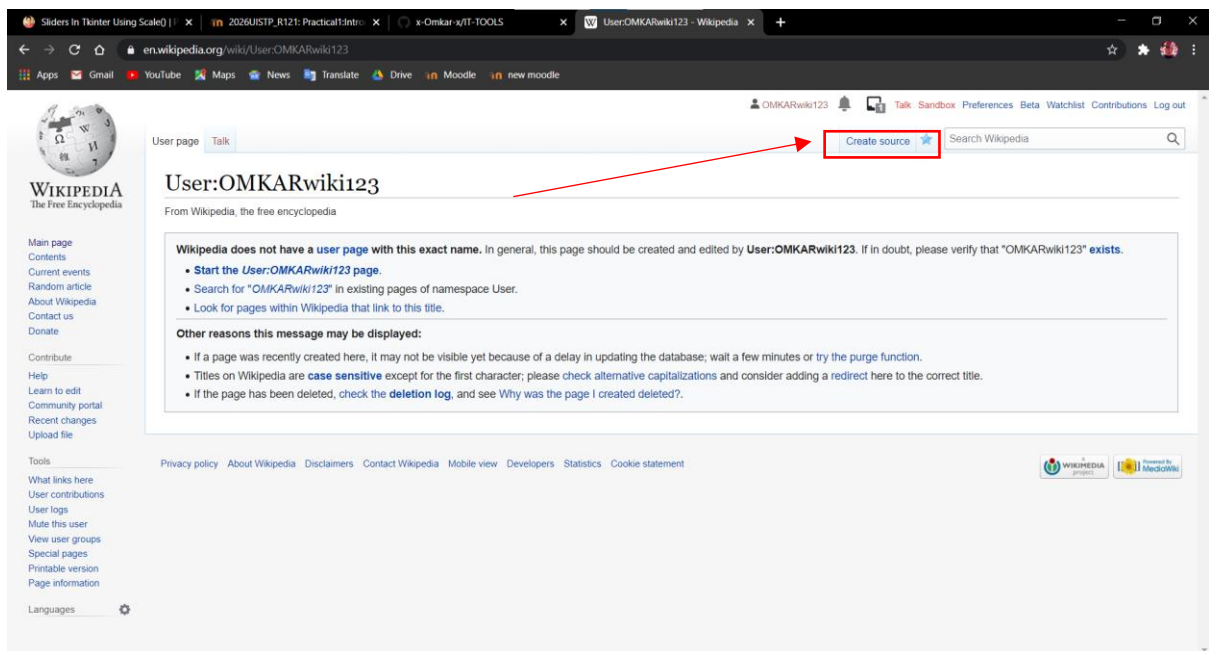 Sliders In Tkinter Using Scale() | P
2026UISTP_R121: Practical1:Intro
x-Omkar-x/IT-TOOLS
User:OMKARwiki123 - Wikipedia
en.wikipedia.org/wiki/User:OMKARwiki123
Apps Gmail YouTube Maps News Translate Drive Moodle new moodle
OMKARwiki123 1 Talk Sandbox Preferences Beta Watchlist Contributions Log out
User page Talk
Create source
Search Wikipedia
WIKIPEDIA
The Free Encyclopedia
User:OMKARwiki123
From Wikipedia, the free encyclopedia
Main page
Contents
Current events
Random article
About Wikipedia
Contact us
Donate
Contribute
Help
Learn to edit
Community portal
Recent changes
Upload file
Tools
What links here
User contributions
User logs
Mute this user
View user groups
Special pages
Printable version
Page information
Languages
Wikipedia does not have a user page with this exact name. In general, this page should be created and edited by User:OMKARwiki123. If in doubt, please verify that "OMKARwiki123" exists.
• Start the User:OMKARwiki123 page.
• Search for "OMKARwiki123" in existing pages of namespace User.
• Look for pages within Wikipedia that link to this title.
Other reasons this message may be displayed:
• If a page was recently created here, it may not be visible yet because of a delay in updating the database; wait a few minutes or try the purge function.
• Titles on Wikipedia are case sensitive except for the first character; please check alternative capitalizations and consider adding a redirect here to the correct title.
• If the page has been deleted, check the deletion log, and see Why was the page I created deleted?.
Privacy policy About Wikipedia Disclaimers Contact Wikipedia Mobile view Developers Statistics Cookie statement
A WIKIMEDIA project
Powered By MediaWiki